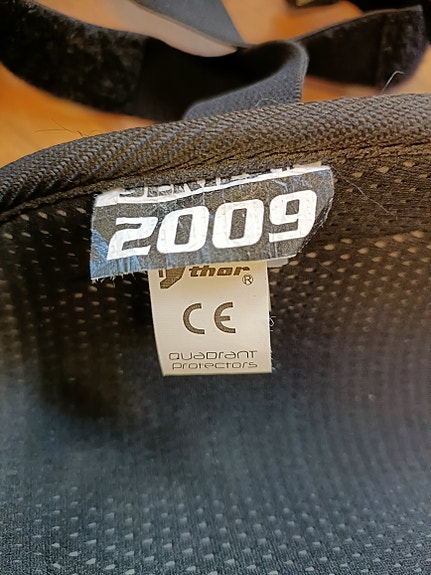 2009
thor®
CE
QUADRANT
Protectors